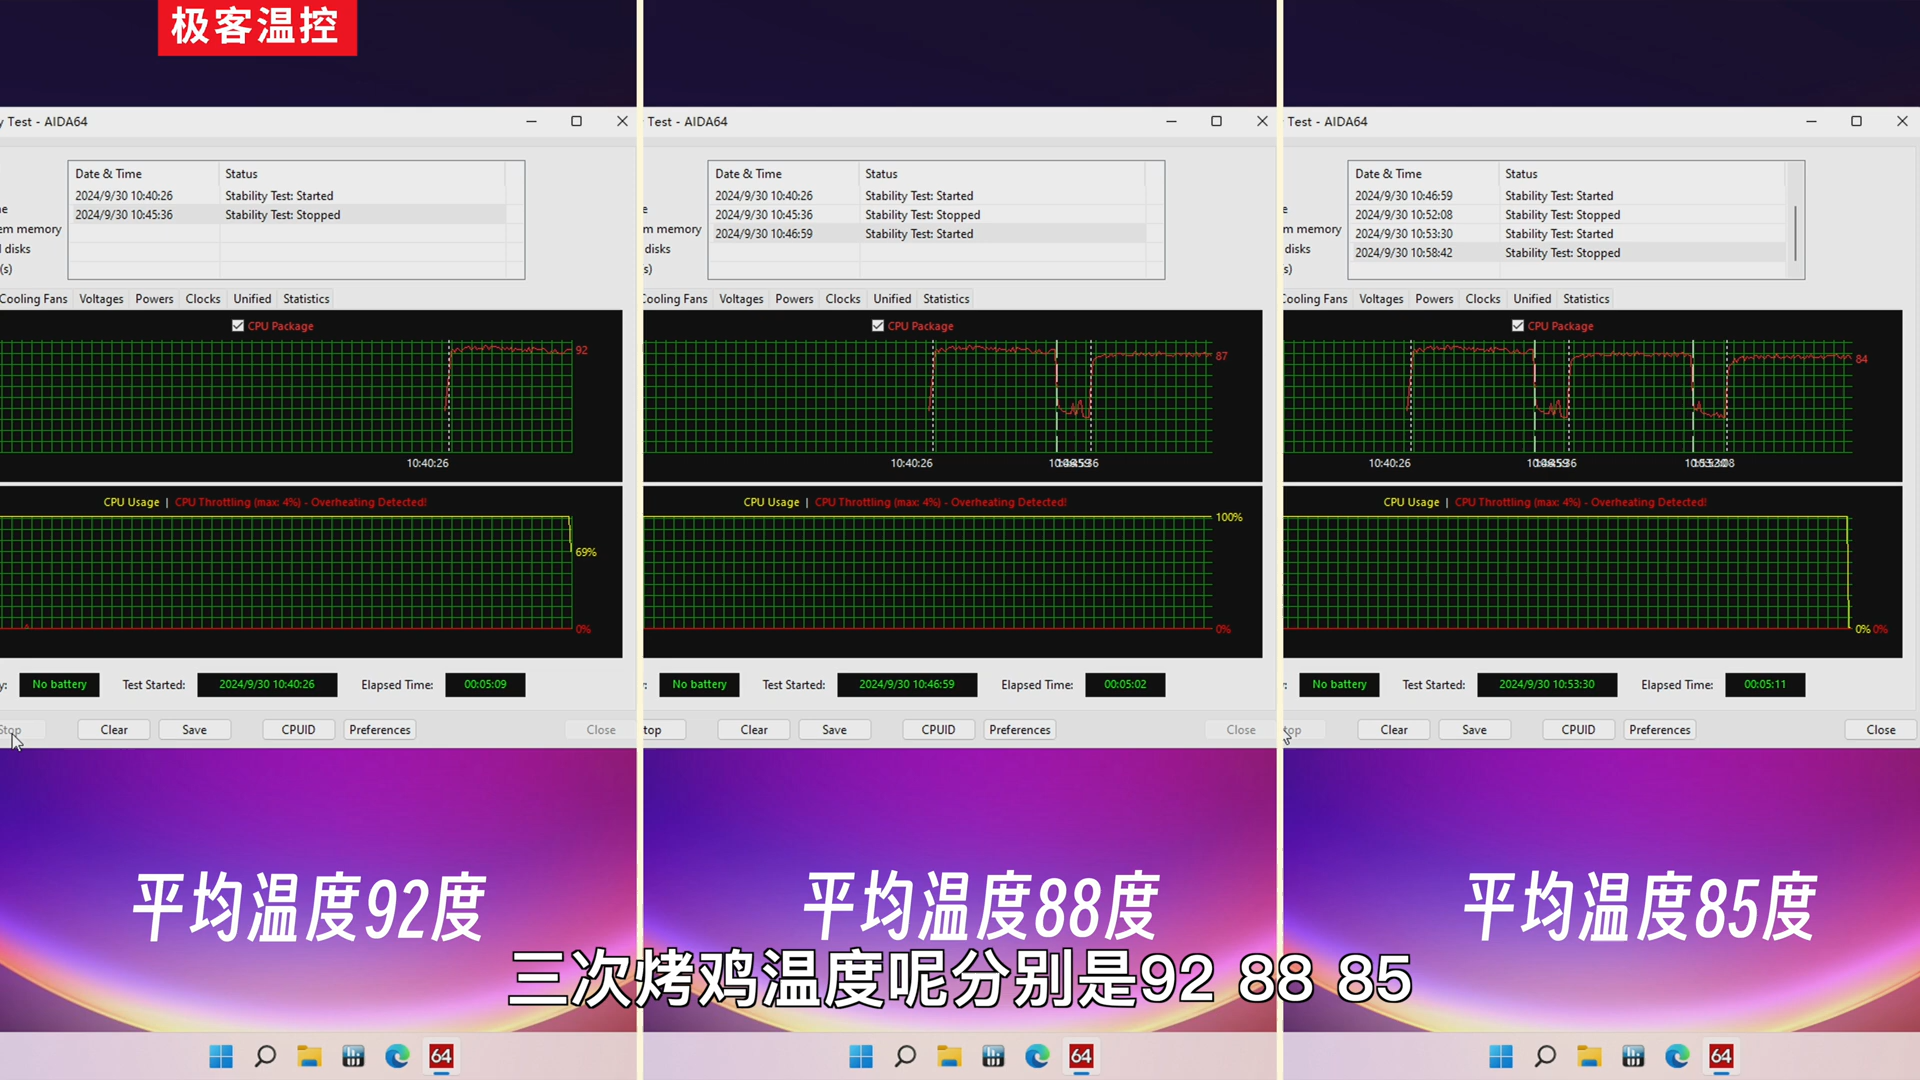 极客温控
y Test - AIDA64
Date & Time Status
2024/9/30 10:40:26 Stability Test: Started
2024/9/30 10:45:36 Stability Test: Stopped
e
em memory
disks
(s)
Cooling Fans Voltages Powers Clocks Unified Statistics
CPU Package
92
10:40:26
CPU Usage | CPU Throttling (max: 4%) - Overheating Detected!
69%
0%
y: No battery Test Started: 2024/9/30 10:40:26 Elapsed Time: 00:05:09
Stop Clear Save CPUID Preferences Close
平均温度92度
64
Test - AIDA64
Date & Time Status
2024/9/30 10:40:26 Stability Test: Started
2024/9/30 10:45:36 Stability Test: Stopped
2024/9/30 10:46:59 Stability Test: Started
e
m memory
disks
s)
Cooling Fans Voltages Powers Clocks Unified Statistics
CPU Package
87
10:40:26
CPU Usage | CPU Throttling (max: 4%) - Overheating Detected!
100%
0%
: No battery Test Started: 2024/9/30 10:46:59 Elapsed Time: 00:05:02
top Clear Save CPUID Preferences Close
平均温度88度
64
Test - AIDA64
Date & Time Status
2024/9/30 10:46:59 Stability Test: Started
2024/9/30 10:52:08 Stability Test: Stopped
2024/9/30 10:53:30 Stability Test: Started
2024/9/30 10:58:42 Stability Test: Stopped
e
m memory
disks
s)
Cooling Fans Voltages Powers Clocks Unified Statistics
CPU Package
84
10:40:26
CPU Usage | CPU Throttling (max: 4%) - Overheating Detected!
0% 0%
: No battery Test Started: 2024/9/30 10:53:30 Elapsed Time: 00:05:11
top Clear Save CPUID Preferences Close
平均温度85度
64
三次烤鸡温度呢分别是92 88 85